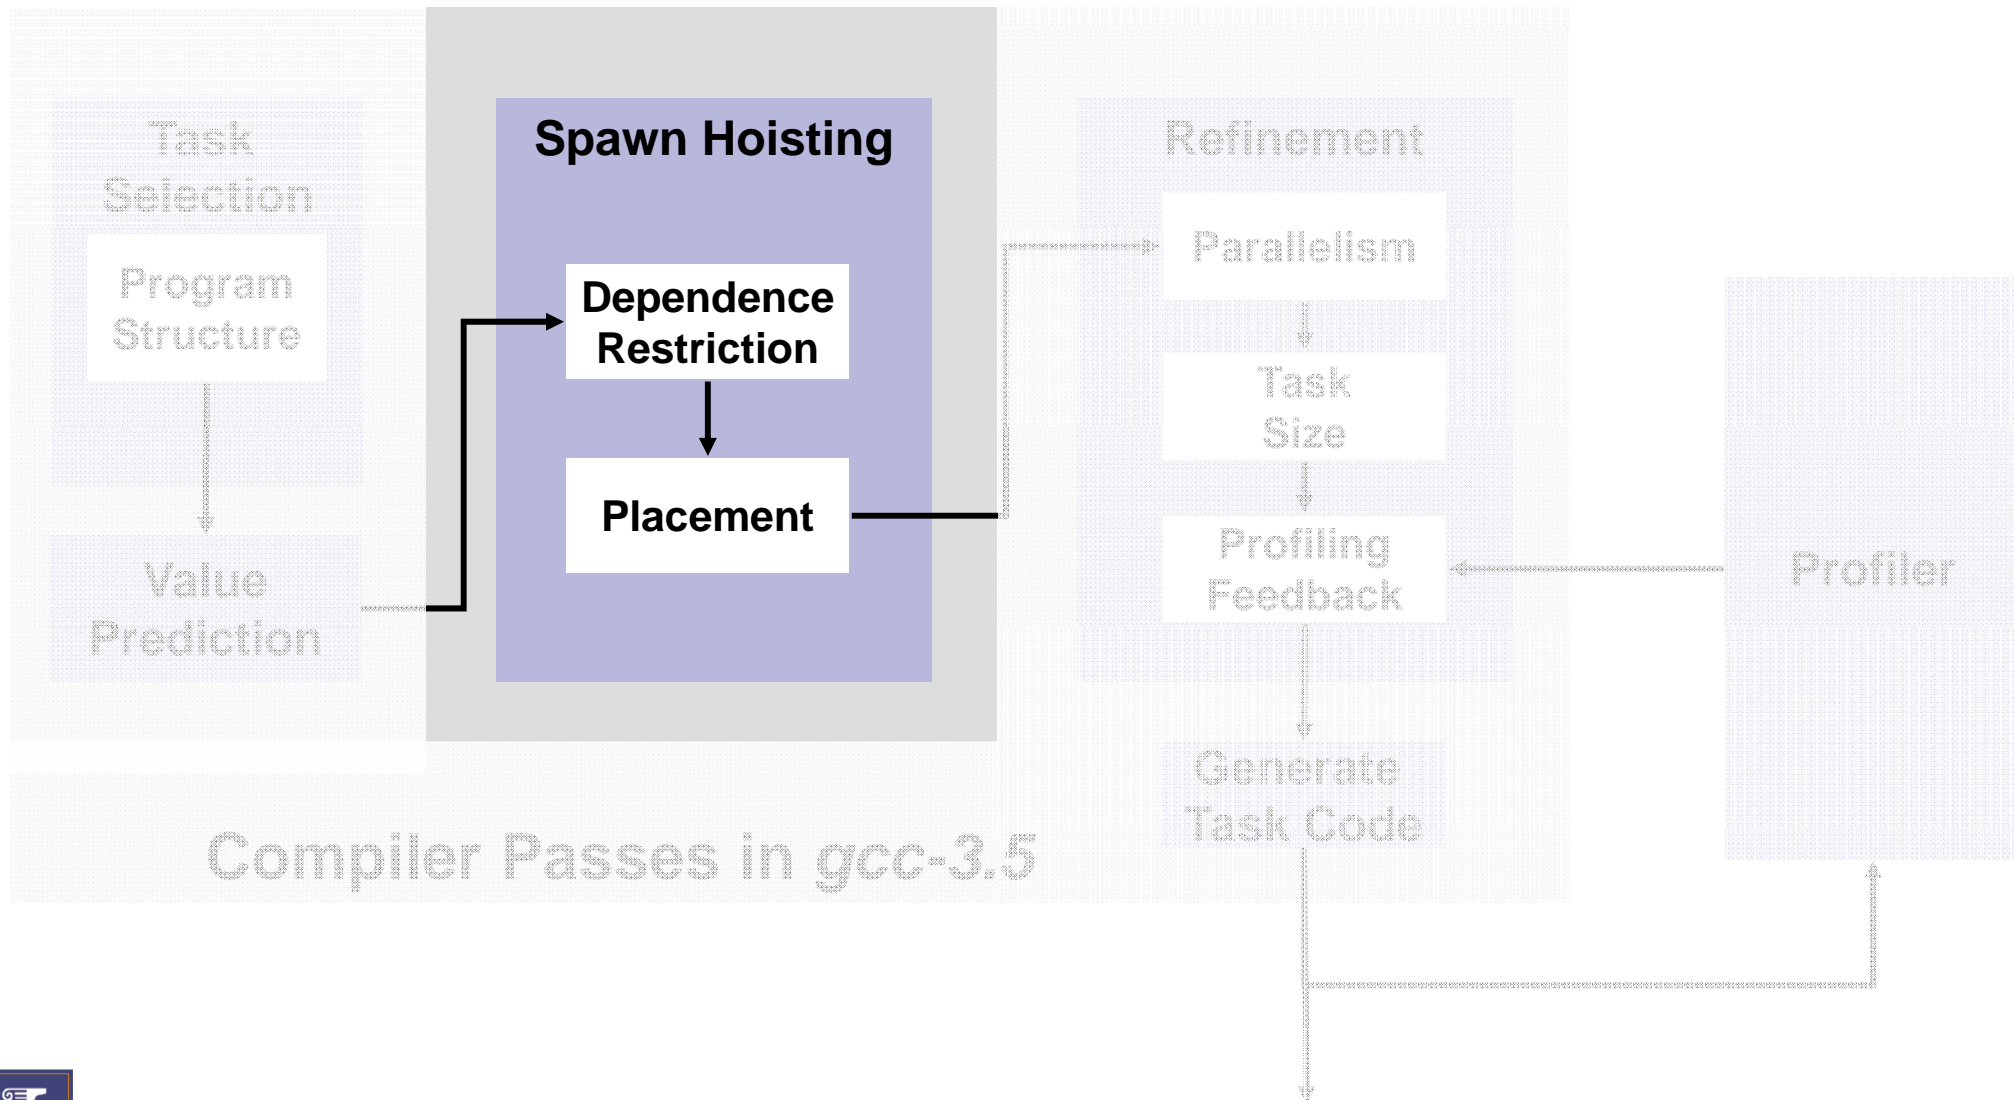 Task
Selection
Program
Structure
Value
Prediction
Spawn Hoisting
Dependence
Restriction
Placement
Refinement
Parallelism
Task
Size
Profiling
Feedback
Generate
Task Code
Profiler
Compiler Passes in gcc-3.5